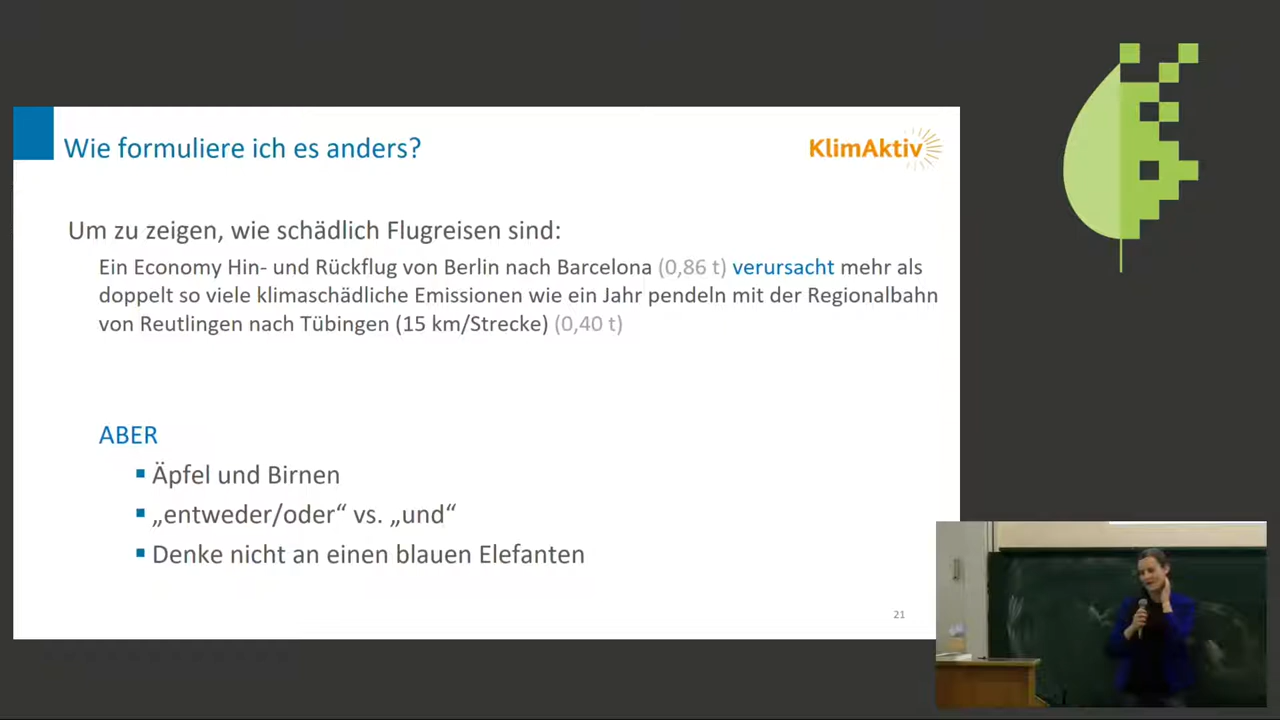 Wie formuliere ich es anders?
KlimAktiv
Um zu zeigen, wie schädlich Flugreisen sind:
Ein Economy Hin- und Rückflug von Berlin nach Barcelona (0,86 t) verursacht mehr als
doppelt so viele klimaschädliche Emissionen wie ein Jahr pendeln mit der Regionalbahn
von Reutlingen nach Tübingen (15 km/Strecke) (0,40 t)
ABER
▪ Äpfel und Birnen
▪ „entweder/oder“ vs. „und“
▪ Denke nicht an einen blauen Elefanten
21